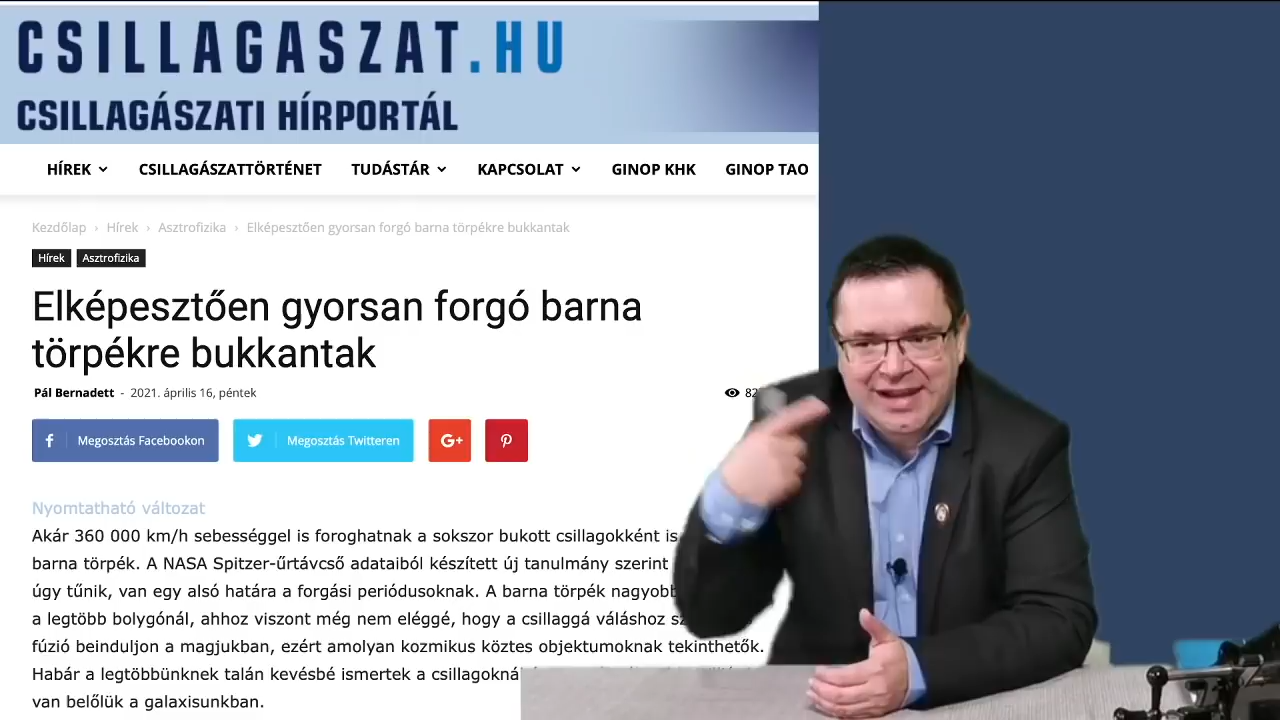 CSILLAGASZAT.HU
CSILLAGÁSZATI HÍRPORTÁL
HÍREK CSILLAGÁSZATTÖRTÉNET TUDÁSTÁR KAPCSOLAT GINOP KHK GINOP TAO
Kezdőlap › Hírek › Asztrofizika › Elképesztően gyorsan forgó barna törpékre bukkantak
Hírek Asztrofizika
Elképesztően gyorsan forgó barna
törpékre bukkantak
Pál Bernadett - 2021. április 16, péntek
Megosztás Facebookon Megosztás Twitteren G+
Nyomtatható változat
Akár 360 000 km/h sebességgel is foroghatnak a sokszor bukott csillagokként is
barna törpék. A NASA Spitzer-űrtávcső adataiból készített új tanulmány szerint
úgy tűnik, van egy alsó határa a forgási periódusoknak. A barna törpék
a legtöbb bolygónál, ahhoz viszont még nem eléggé, hogy a csillaggá váláshoz
fúzió beinduljon a magjukban, ezért amolyan kozmikus köztes objektumoknak tekinthetők.
Habár a legtöbbünknek talán kevésbé ismertek a
van belőlük a galaxisunkban.